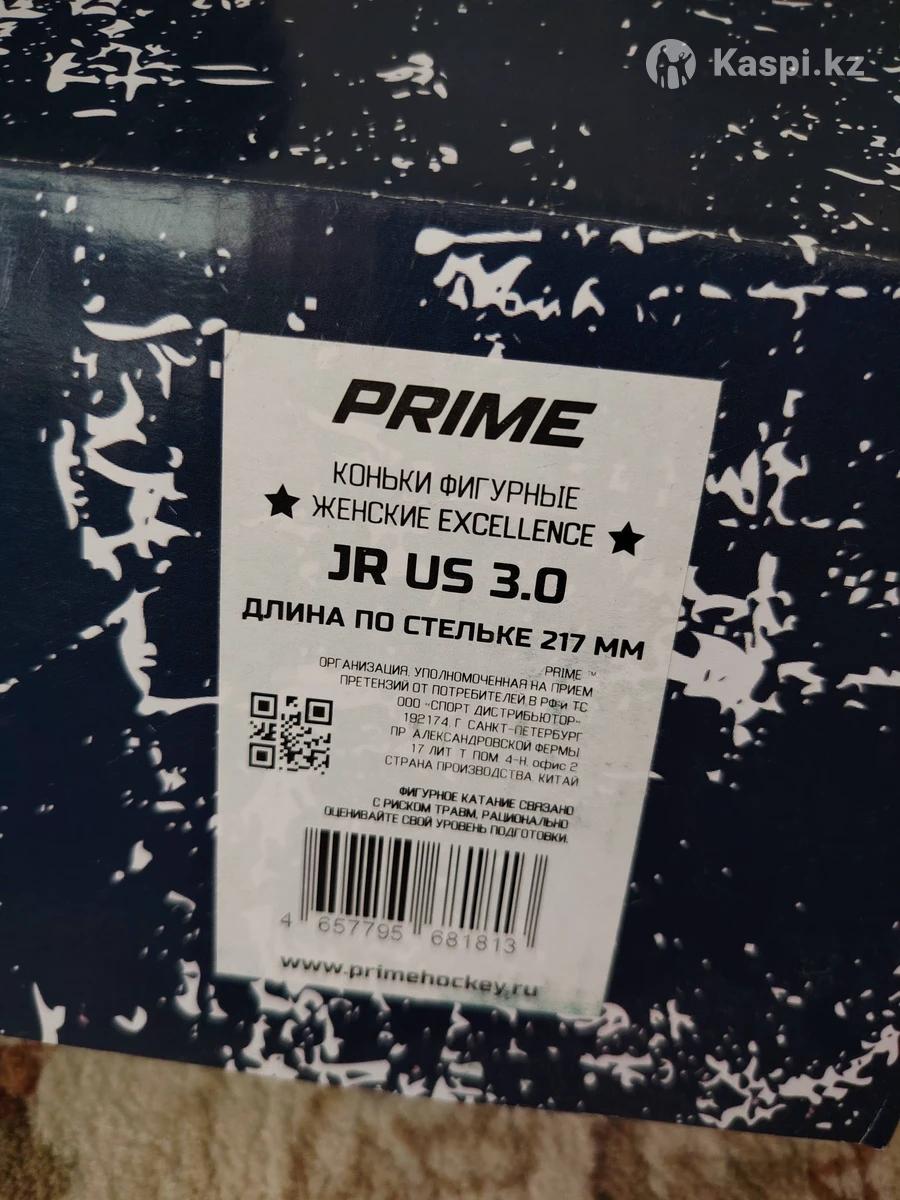 Kaspi.kz
PRIME
КОНЬКИ ФИГУРНЫЕ
ЖЕНСКИЕ EXCELLENCE
JR US 3.0
ДЛИНА ПО СТЕЛЬКЕ 217 ММ
PRIME ™
ОРГАНИЗАЦИЯ, УПОЛНОМОЧЕННАЯ НА ПРИЕМ
ПРЕТЕНЗИЙ ОТ ПОТРЕБИТЕЛЕЙ В РФ и ТС
ООО «СПОРТ ДИСТРИБЬЮТОР»
192174, Г. САНКТ-ПЕТЕРБУРГ
ПР. АЛЕКСАНДРОВСКОЙ ФЕРМЫ
17 ЛИТ. Т ПОМ. 4-Н, офис 2
СТРАНА ПРОИЗВОДСТВА: КИТАЙ
ФИГУРНОЕ КАТАНИЕ СВЯЗАНО
С РИСКОМ ТРАВМ, РАЦИОНАЛЬНО
ОЦЕНИВАЙТЕ СВОЙ УРОВЕНЬ ПОДГОТОВКИ.
4 657795 681813
www.primehockey.ru